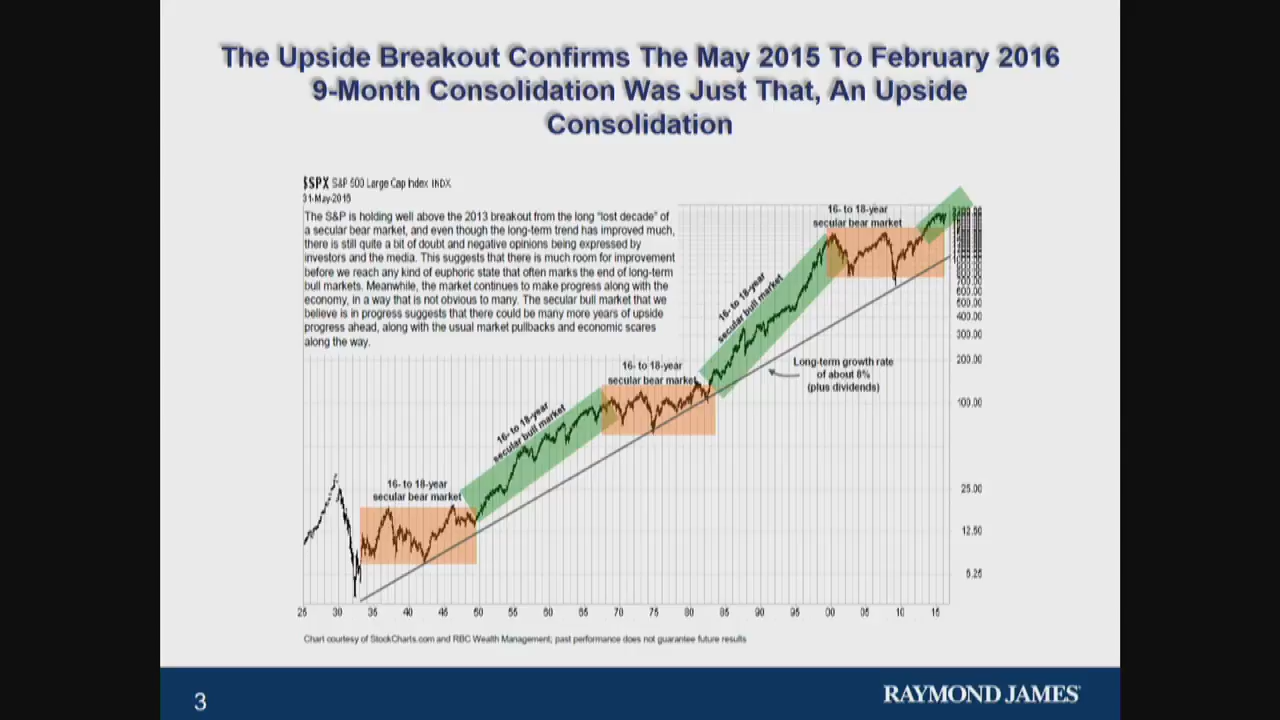 The Upside Breakout Confirms The May 2015 To February 2016
9-Month Consolidation Was Just That, An Upside
Consolidation
$SPX S&P 500 Large Cap Index INDX
31-May-2016
The S&P is holding well above the 2013 breakout from the long "lost decade" of
a secular bear market, and even though the long-term trend has improved much,
there is still quite a bit of doubt and negative opinions being expressed by
investors and the media. This suggests that there is much room for improvement
before we reach any kind of euphoric state that often marks the end of long-term
bull markets. Meanwhile, the market continues to make progress along with the
economy, in a way that is not obvious to many. The secular bull market that we
believe is in progress suggests that there could be many more years of upside
progress ahead, along with the usual market pullbacks and economic scares
along the way.
16- to 18-year
secular bear market
16- to 18-year
secular bull market
16- to 18-year
secular bear market
16- to 18-year
secular bull market
16- to 18-year
secular bear market
Long-term growth rate
of about 8%
(plus dividends)
700.00
600.00
500.00
400.00
300.00
200.00
100.00
25.00
12.50
6.25
25 30 35 40 45 50 55 60 65 70 75 80 85 90 95 00 05 10 15
Chart courtesy of StockCharts.com and RBC Wealth Management; past performance does not guarantee future results
3
RAYMOND JAMES